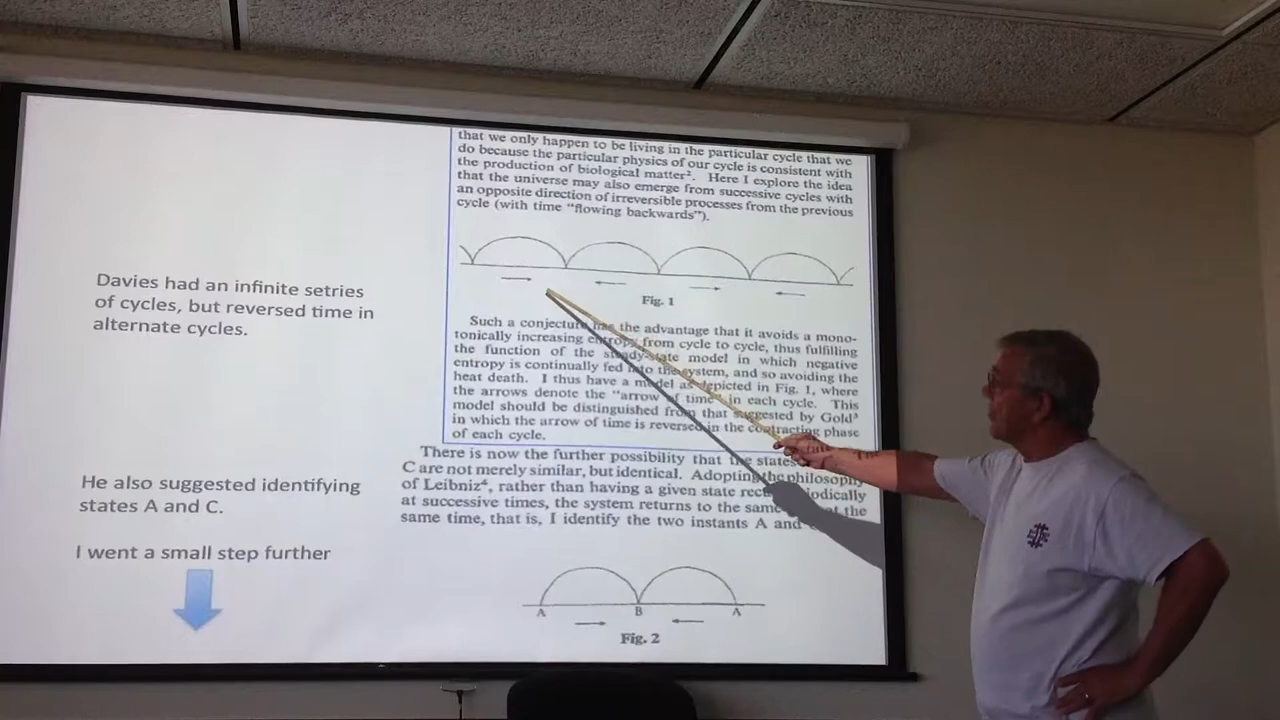 Davies had an infinite setries
of cycles, but reversed time in
alternate cycles.
He also suggested identifying
states A and C.
I went a small step further
that we only happen to be living in the particular cycle that we
do because the particular physics of our cycle is consistent with
the production of biological matter². Here I explore the idea
that the universe may also emerge from successive cycles with
an opposite direction of irreversible processes from the previous
cycle (with time “flowing backwards”).
Fig. 1
Such a conjecture has the advantage that it avoids a mono-
tonically increasing entropy from cycle to cycle, thus fulfilling
the function of the steady-state model in which negative
entropy is continually fed into the system, and so avoiding the
heat death. I thus have a model as depicted in Fig. 1, where
the arrows denote the “arrow of time” in each cycle. This
model should be distinguished from that suggested by Gold³
in which the arrow of time is reversed in the contracting phase
of each cycle.
There is now the further possibility that the states
C are not merely similar, but identical. Adopting the philosophy
of Leibniz⁴, rather than having a given state periodically
at successive times, the system returns to the same at the
same time, that is, I identify the two instants A and
A B A
Fig. 2